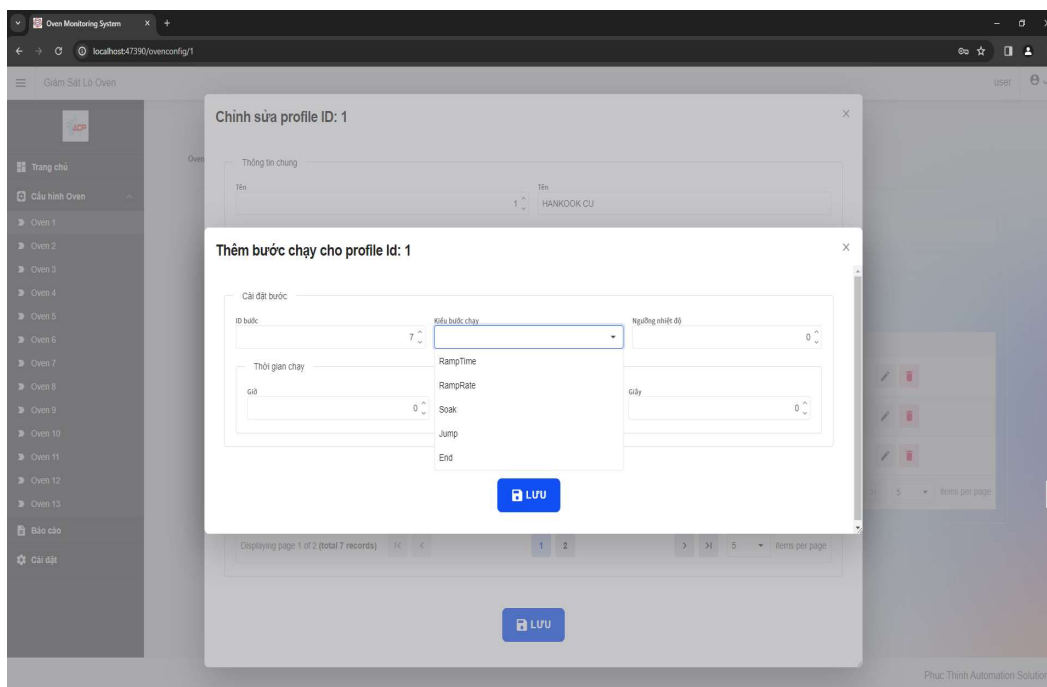 Oven Monitoring System
localhost:47390/ovenconfig/1
Giám Sát Lò Oven
user
ADP
Chỉnh sửa profile ID: 1
Trang chủ
Oven
Thông tin chung
Cấu hình Oven
Tên
Tên
1
HANKOOK CU
Oven 1
Oven 2
Oven 3
Oven 4
Oven 5
Oven 6
Oven 7
Oven 8
Oven 9
Oven 10
Oven 11
Oven 12
Oven 13
Báo cáo
Cài đặt
Thêm bước chạy cho profile Id: 1
Cài đặt bước
ID bước
Kiểu bước chạy
Ngưỡng nhiệt độ
7
0
Thời gian chạy
RampTime
RampRate
Soak
Jump
End
Giờ
Giây
0
0
LƯU
5
items per page
Displaying page 1 of 2 (total 7 records)
1
2
5
items per page
LƯU
Phuc Thinh Automation Solution